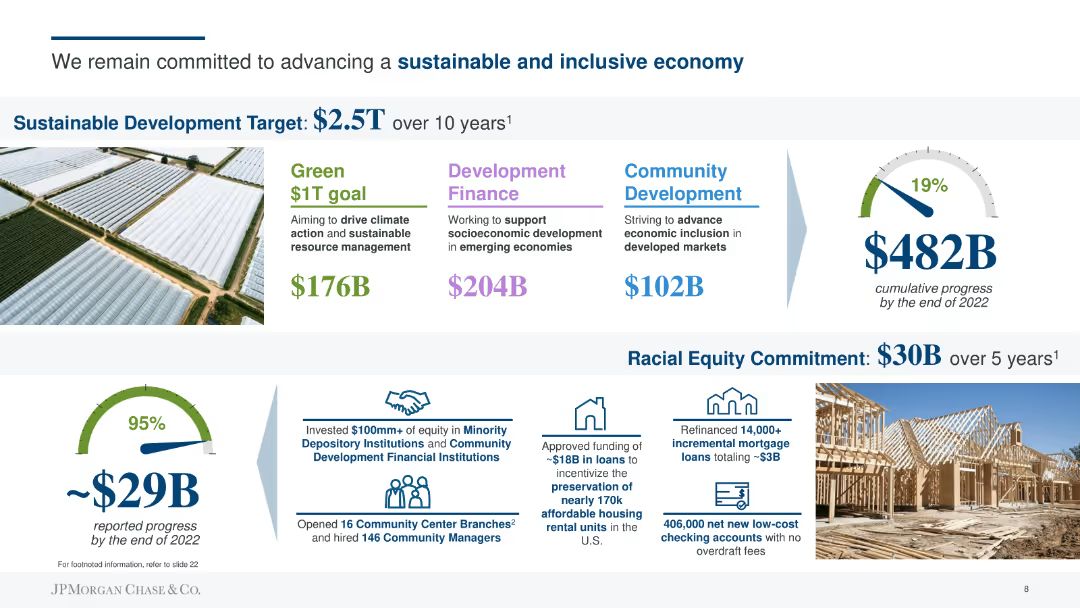 We remain committed to advancing a sustainable and inclusive economy
Sustainable Development Target: $2.5T over 10 years¹
Green
$1T goal
Aiming to drive climate
action and sustainable
resource management
$176B
Development
Finance
Working to support
socioeconomic development
in emerging economies
$204B
Community
Development
Striving to advance
economic inclusion in
developed markets
$102B
19%
$482B
cumulative progress
by the end of 2022
Racial Equity Commitment: $30B over 5 years¹
95%
~$29B
reported progress
by the end of 2022
Invested $100mm+ of equity in Minority
Depository Institutions and Community
Development Financial Institutions
Opened 16 Community Center Branches²
and hired 146 Community Managers
Approved funding of
~$18B in loans to
incentivize the
preservation of
nearly 170k
affordable housing
rental units in the
U.S.
Refinanced 14,000+
incremental mortgage
loans totaling ~$3B
406,000 net new low-cost
checking accounts with no
overdraft fees
For footnoted information, refer to slide 22
JPMORGAN CHASE & CO.
8